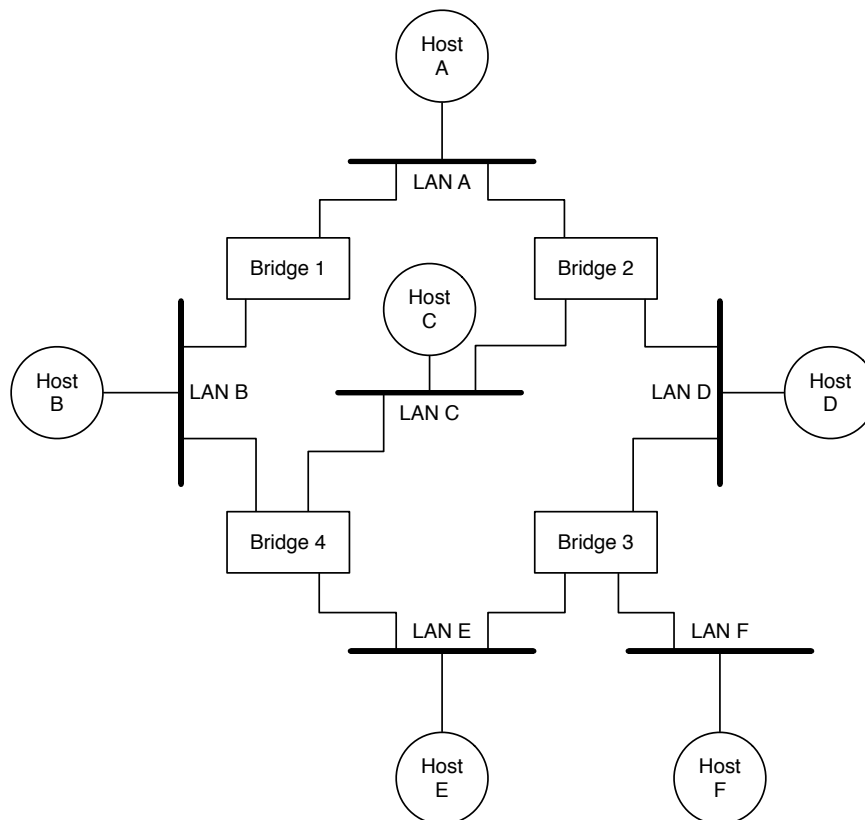 Host
A
LAN A
Bridge 1
Bridge 2
Host
C
Host
B
LAN B
LAN C
LAN D
Host
D
Bridge 4
Bridge 3
LAN E
LAN F
Host
E
Host
F